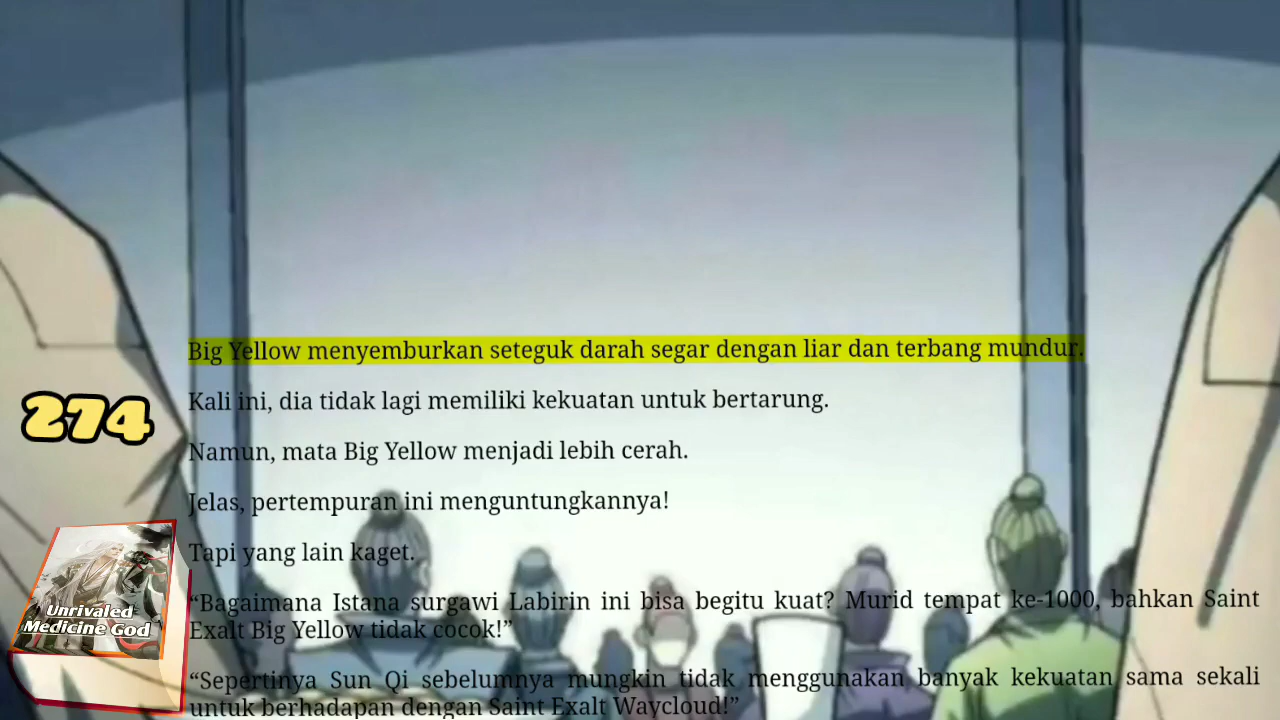 Big Yellow menyemburkan seteguk darah segar dengan liar dan terbang mundur.
Kali ini, dia tidak lagi memiliki kekuatan untuk bertarung.
Namun, mata Big Yellow menjadi lebih cerah.
Jelas, pertempuran ini menguntungkannya!
Tapi yang lain kaget.
“Bagaimana Istana surgawi Labirin ini bisa begitu kuat? Murid tempat ke-1000, bahkan Saint
Exalt Big Yellow tidak cocok!”
“Sepertinya Sun Qi sebelumnya mungkin tidak menggunakan banyak kekuatan sama sekali
untuk berhadapan dengan Saint Exalt Waycloud!”
274
Unrivaled
Medicine God